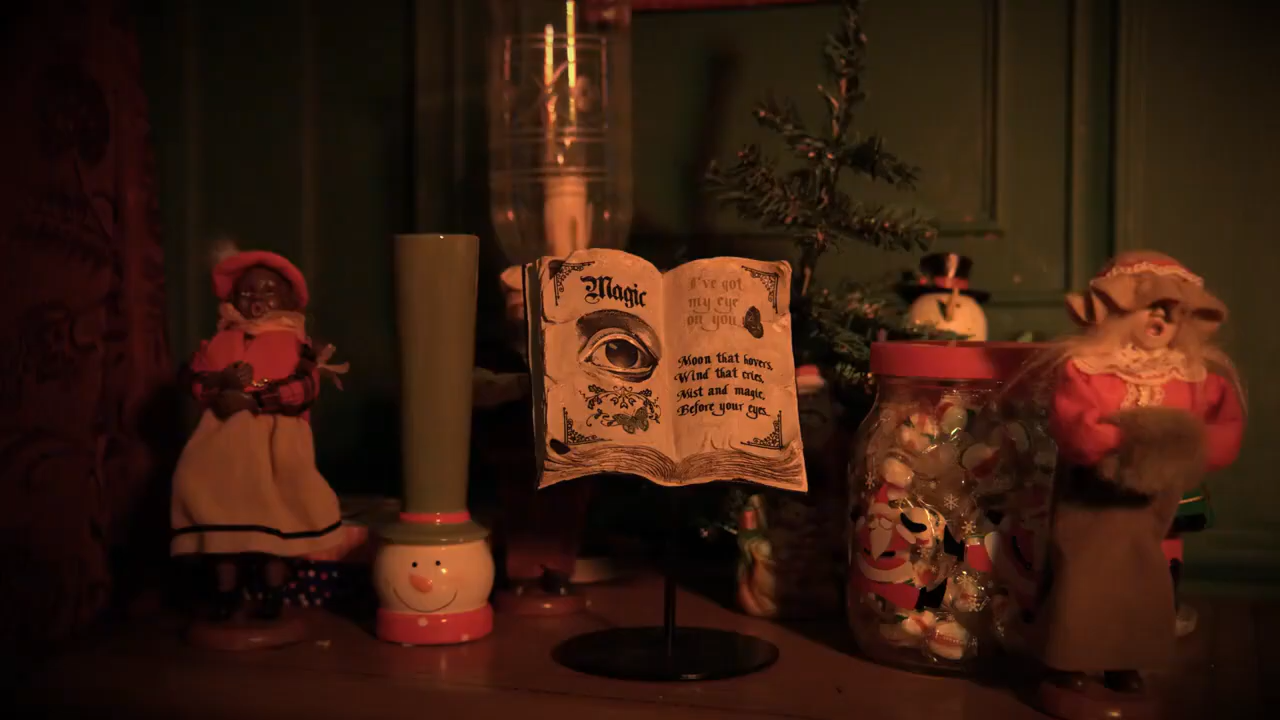 Magic
I've got
my eye
on you
Moon that hovers,
Wind that cries,
Mist and magic,
Before your eyes.